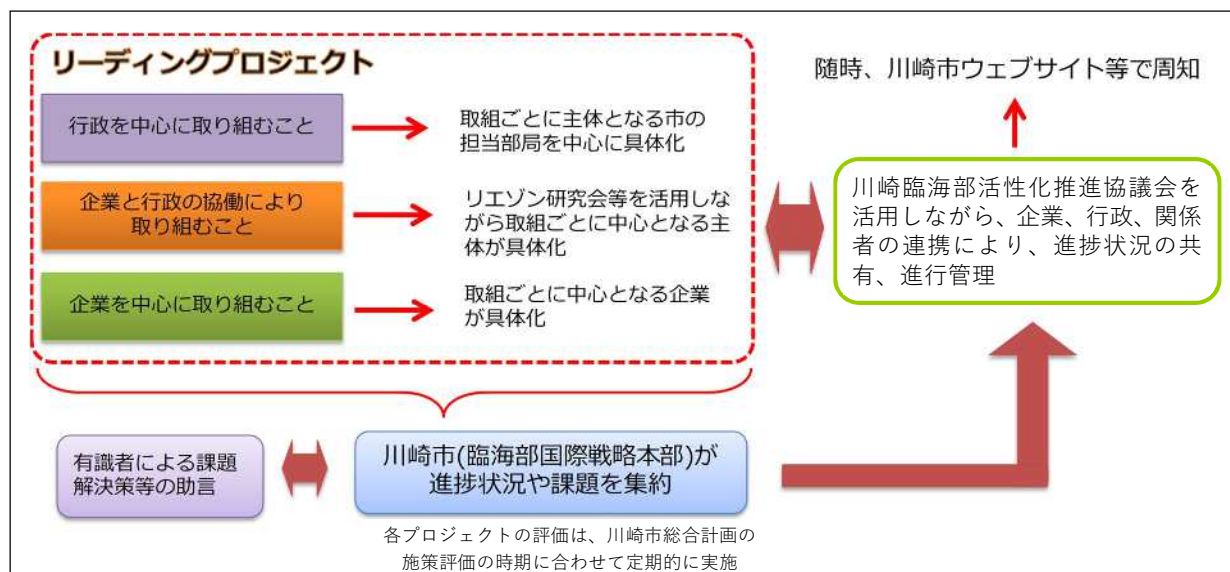 リーディングプロジェクト
行政を中心に取り組むこと
取組ごとに主体となる市の
担当部局を中心に具体化
企業と行政の協働により
取り組むこと
リエゾン研究会等を活用しな
がら取組ごとに中心となる主
体が具体化
企業を中心に取り組むこと
取組ごとに中心となる企業
が具体化
随時、川崎市ウェブサイト等で周知
川崎臨海部活性化推進協議会を
活用しながら、企業、行政、関係
者の連携により、進捗状況の共
有、進行管理
有識者による課題
解決策等の助言
川崎市(臨海部国際戦略本部)が
進捗状況や課題を集約
各プロジェクトの評価は、川崎市総合計画の
施策評価の時期に合わせて定期的に実施